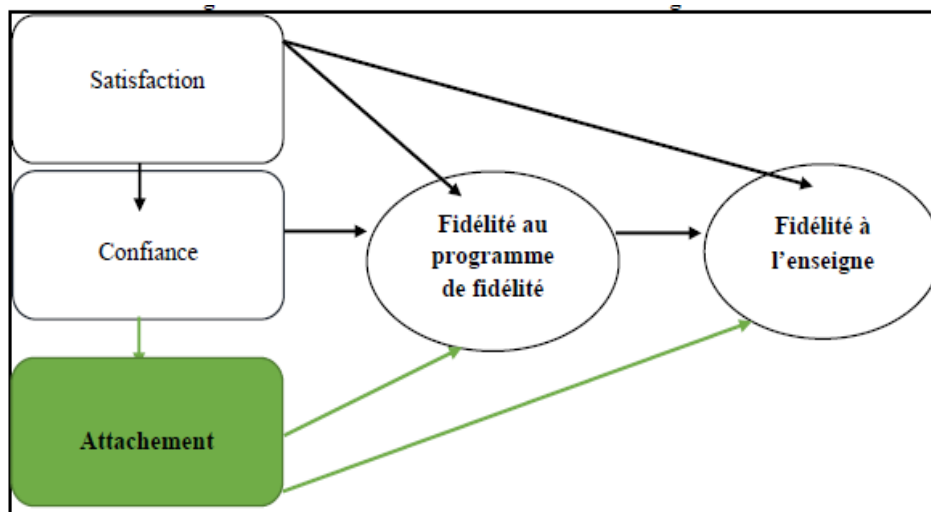 Satisfaction
Confiance
Fidélité au
programme
de fidélité
Fidélité à
l'enseigne
Attachement